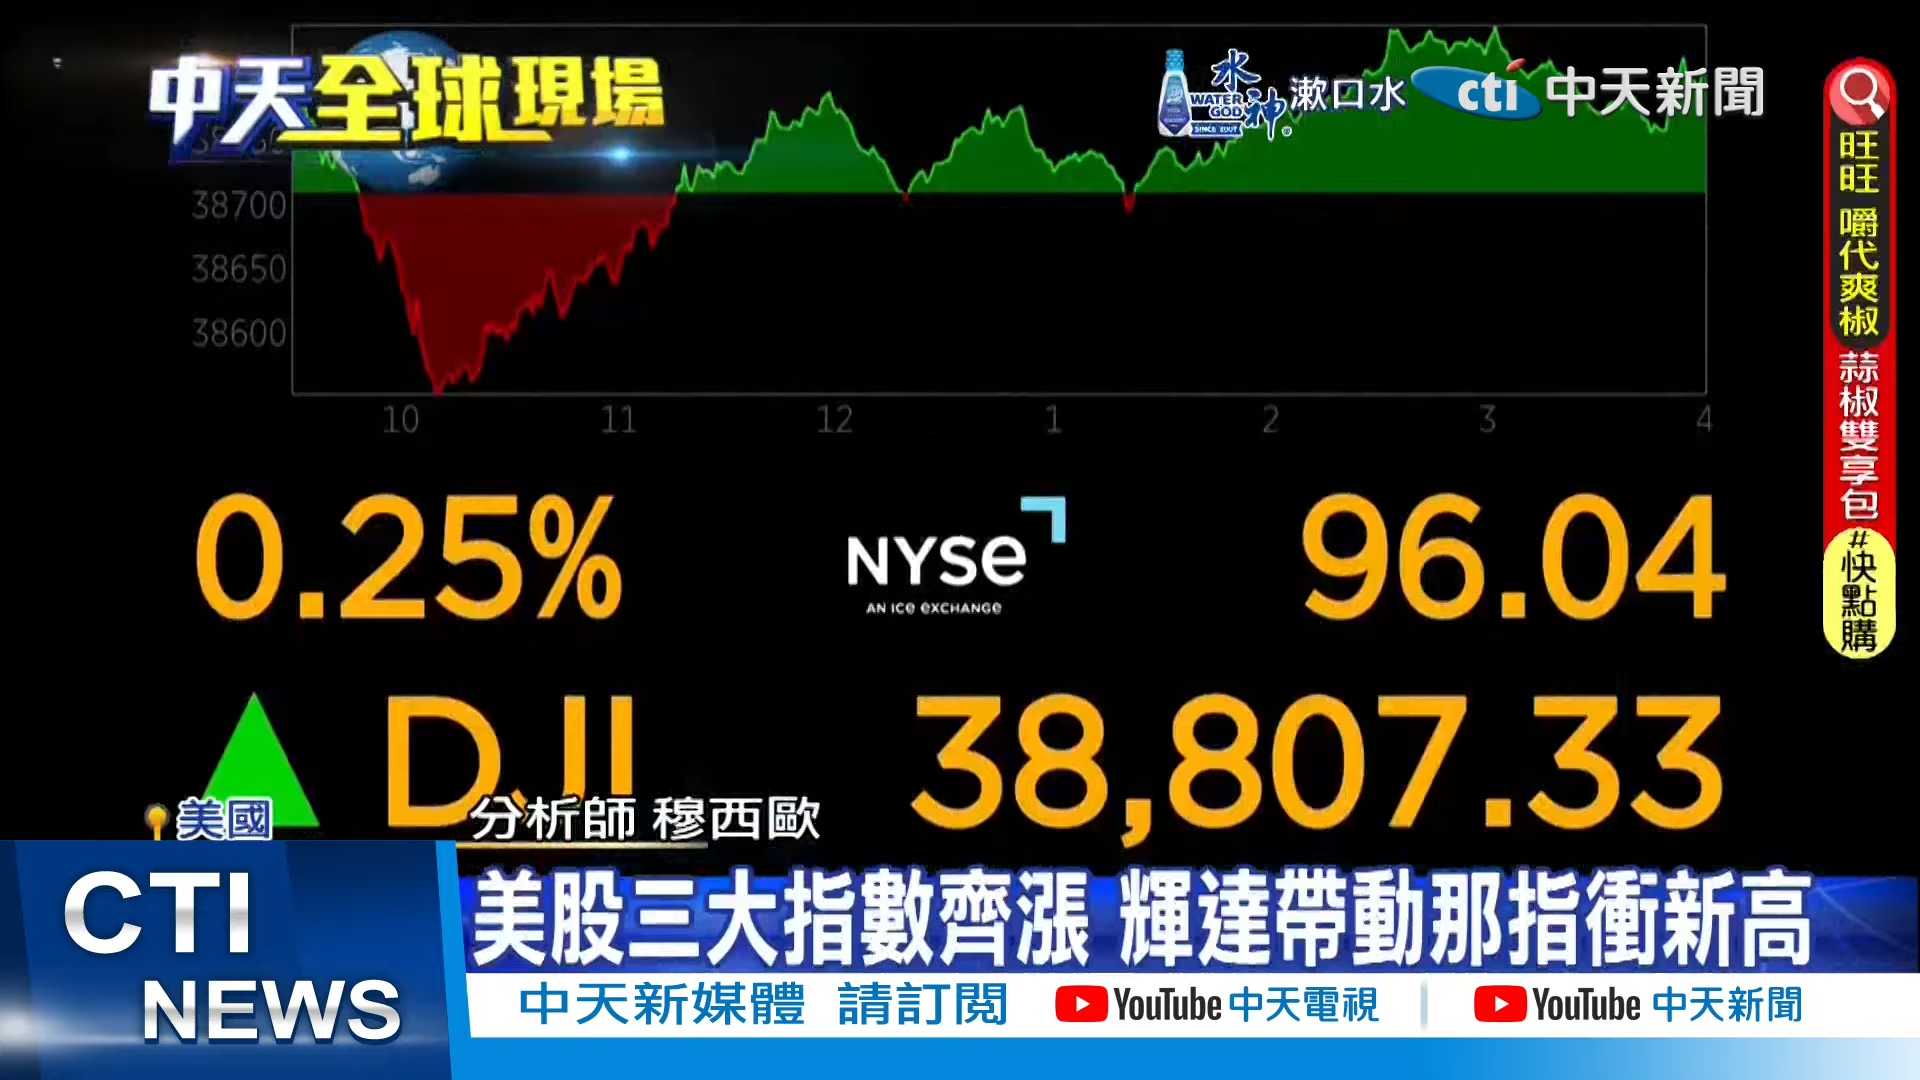 中天全球現場
水神
WATER GOD
SINCE 2007
漱口水
cti 中天新聞
旺旺 嚼代爽椒 蒜椒雙享包 #快點購
38700
38650
38600
10 11 12 1 2 3 4
0.25%
NYSE
AN ICE EXCHANGE
96.04
DJI
38,807.33
美國
分析師 穆西歐
CTI NEWS
美股三大指數齊漲 輝達帶動那指衝新高
中天新媒體 請訂閱 YouTube 中天電視 | YouTube 中天新聞